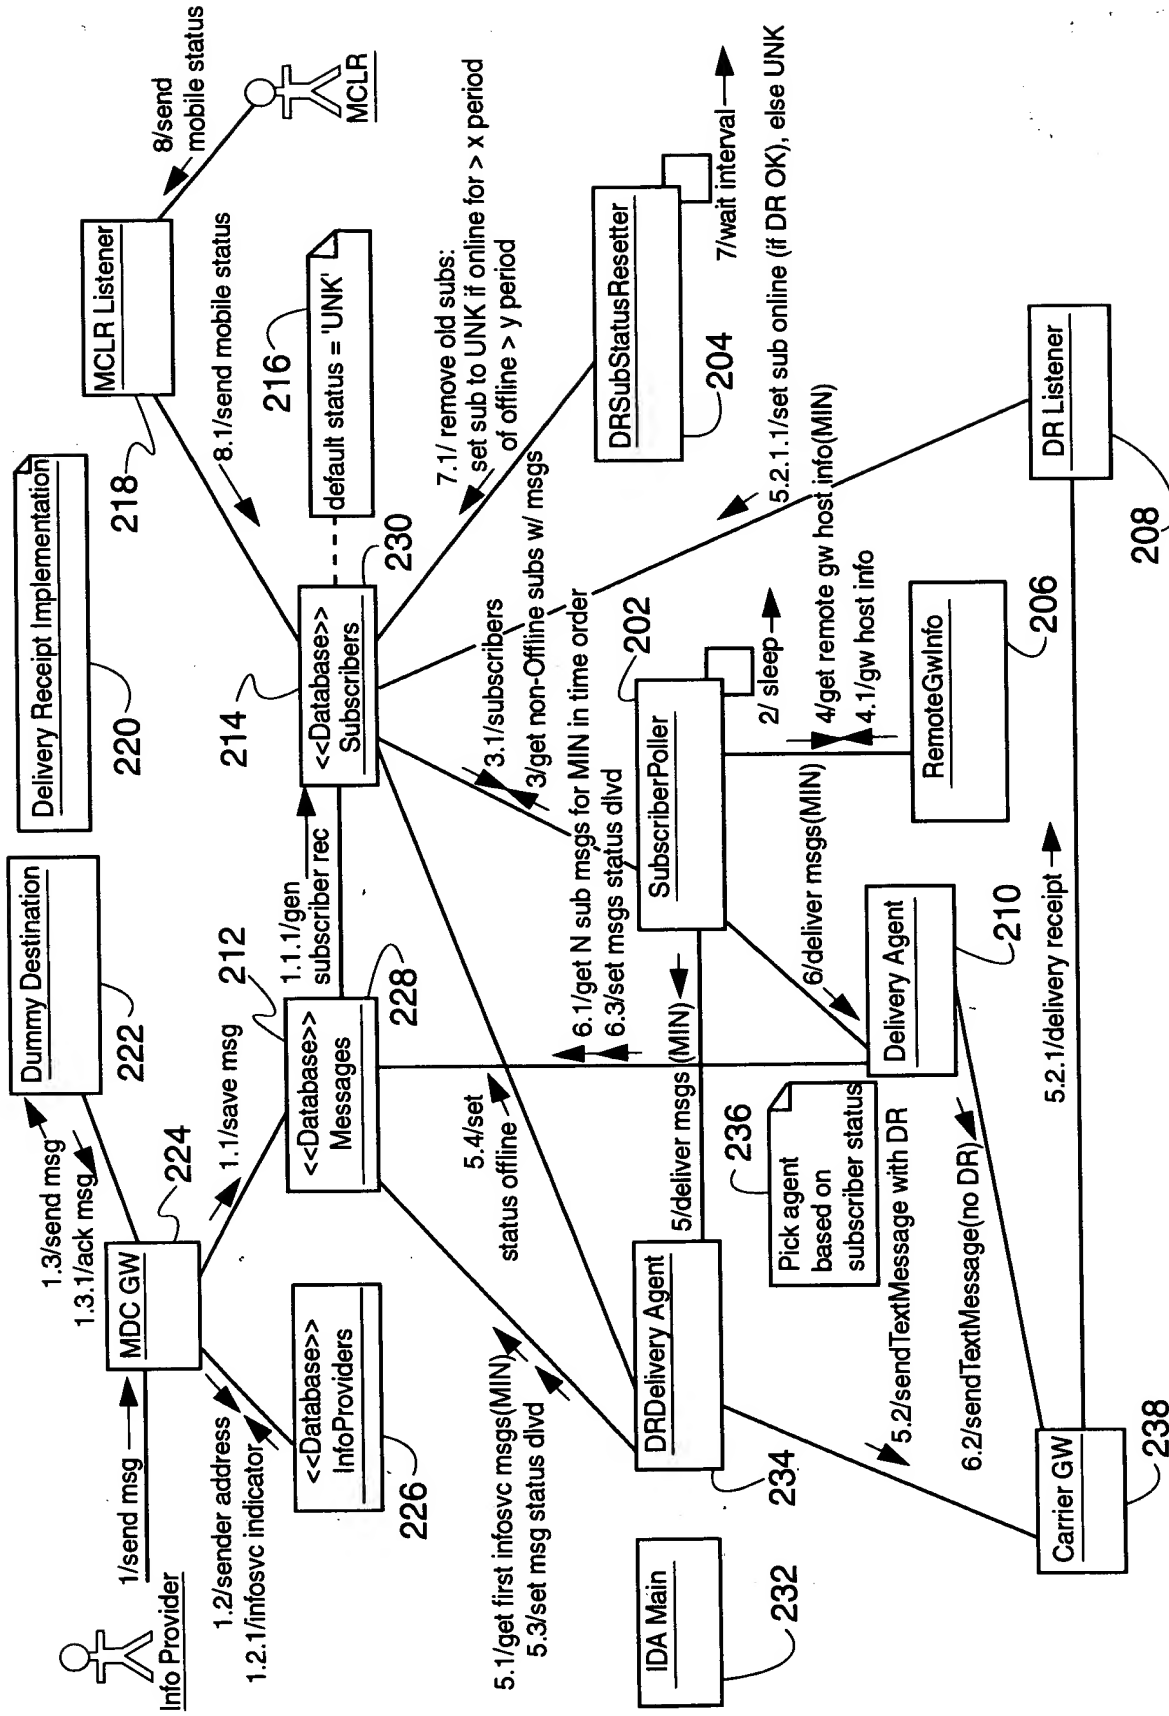 Info Provider
1/send msg
MDC GW
224
1.3/send msg
1.3.1/ack msg
Dummy Destination
222
Delivery Receipt Implementation
220
MCLR Listener
218
8/send
mobile status
MCLR
8.1/send mobile status
1.2/sender address
1.2.1/infosvc indicator
1.1/save msg
<<Database>>
InfoProviders
226
<<Database>>
Messages
212
228
1.1.1/gen
subscriber rec
<<Database>>
Subscribers
214
230
default status = 'UNK'
216
7.1/ remove old subs:
set sub to UNK if online for > x period
of offline > y period
5.1/get first infosvc msgs(MIN)
5.3/set msg status dlvd
5.4/set
status offline
3.1/subscribers
3/get non-Offline subs w/ msgs
6.1/get N sub msgs for MIN in time order
6.3/set msgs status dlvd
IDA Main
232
DRDelivery Agent
234
5/deliver msgs (MIN)
SubscriberPoller
202
2/ sleep
DRSubStatusResetter
204
7/wait interval
5.2.1.1/set sub online (if DR OK), else UNK
236
Pick agent
based on
subscriber status
6/deliver msgs(MIN)
4/get remote gw host info(MIN)
4.1/gw host info
5.2/sendTextMessage with DR
6.2/sendTextMessage(no DR)
Delivery Agent
210
RemoteGwInfo
206
Carrier GW
238
5.2.1/delivery receipt
DR Listener
208